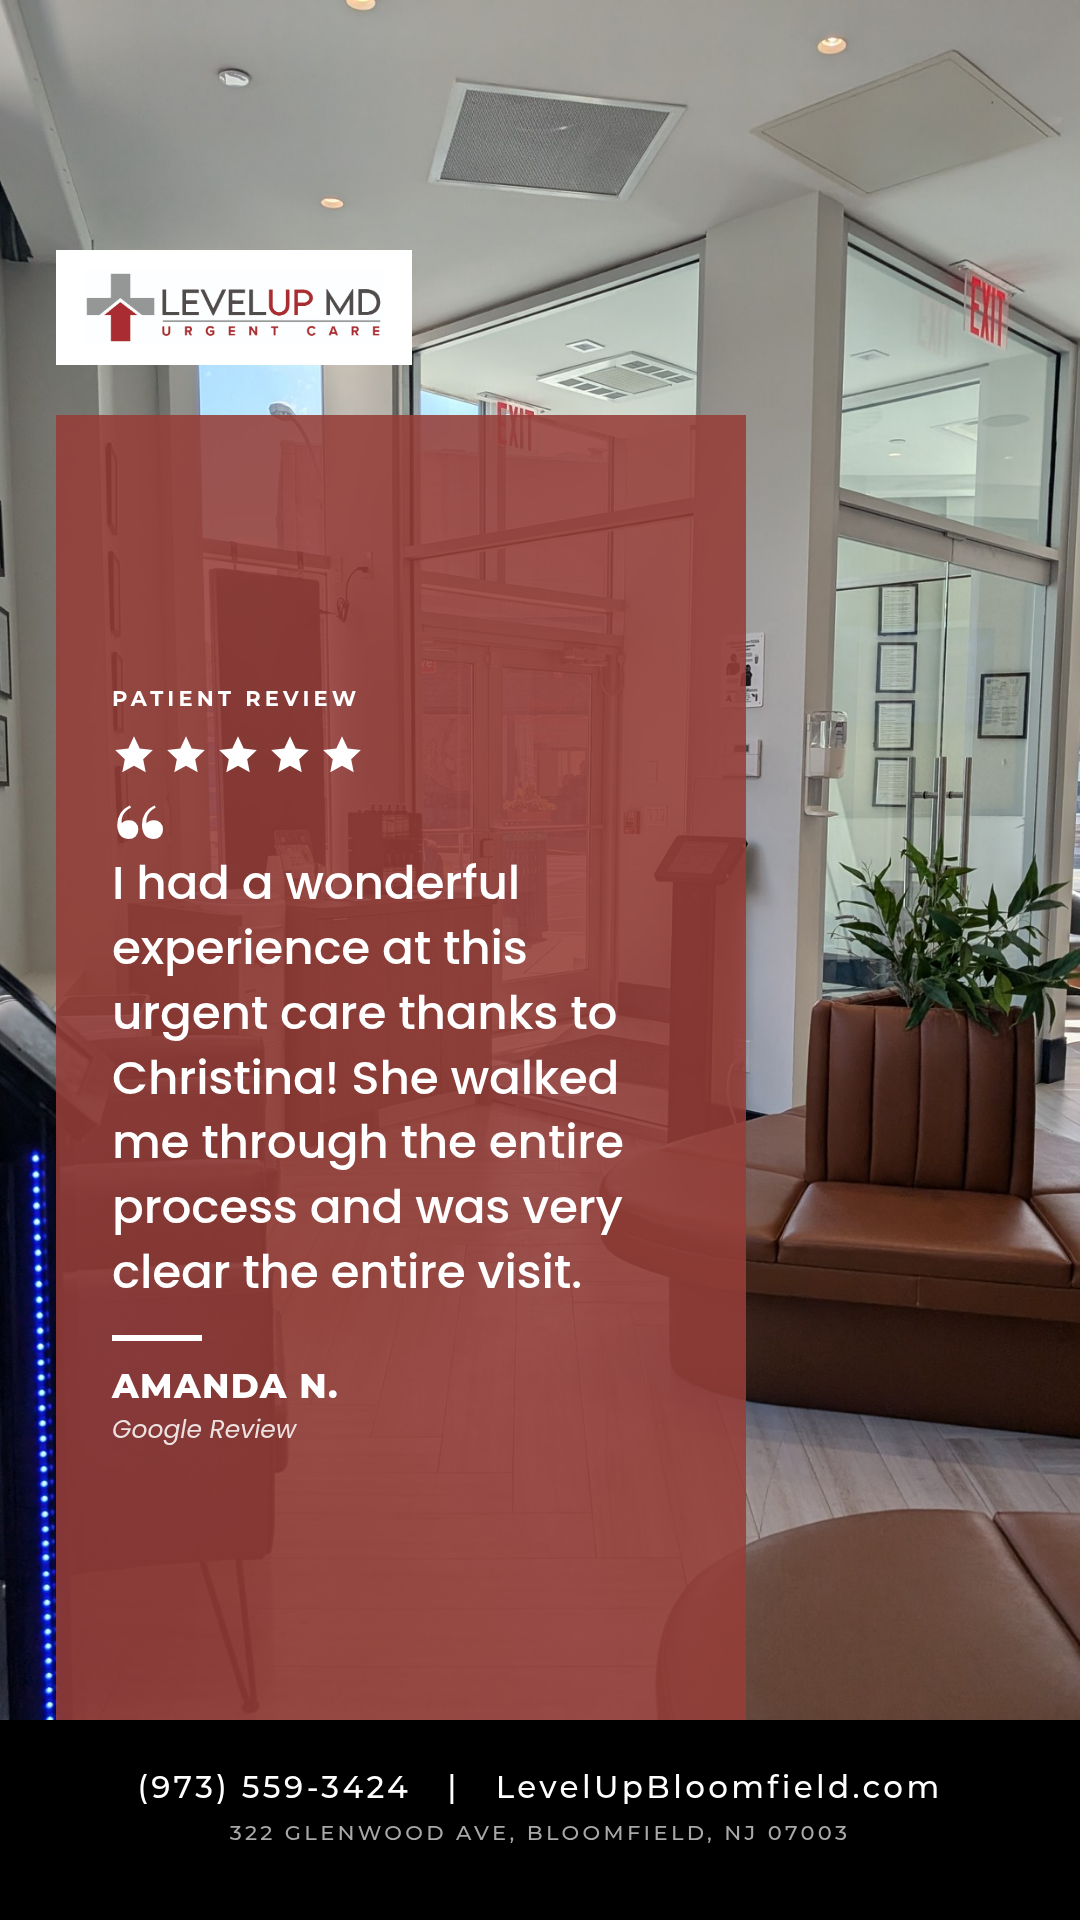 LEVELUP MD
URGENT CARE
EXIT
EXIT
PATIENT REVIEW
“
I had a wonderful
experience at this
urgent care thanks to
Christina! She walked
me through the entire
process and was very
clear the entire visit.
AMANDA N.
Google Review
(973) 559-3424 | LevelUpBloomfield.com
322 GLENWOOD AVE, BLOOMFIELD, NJ 07003